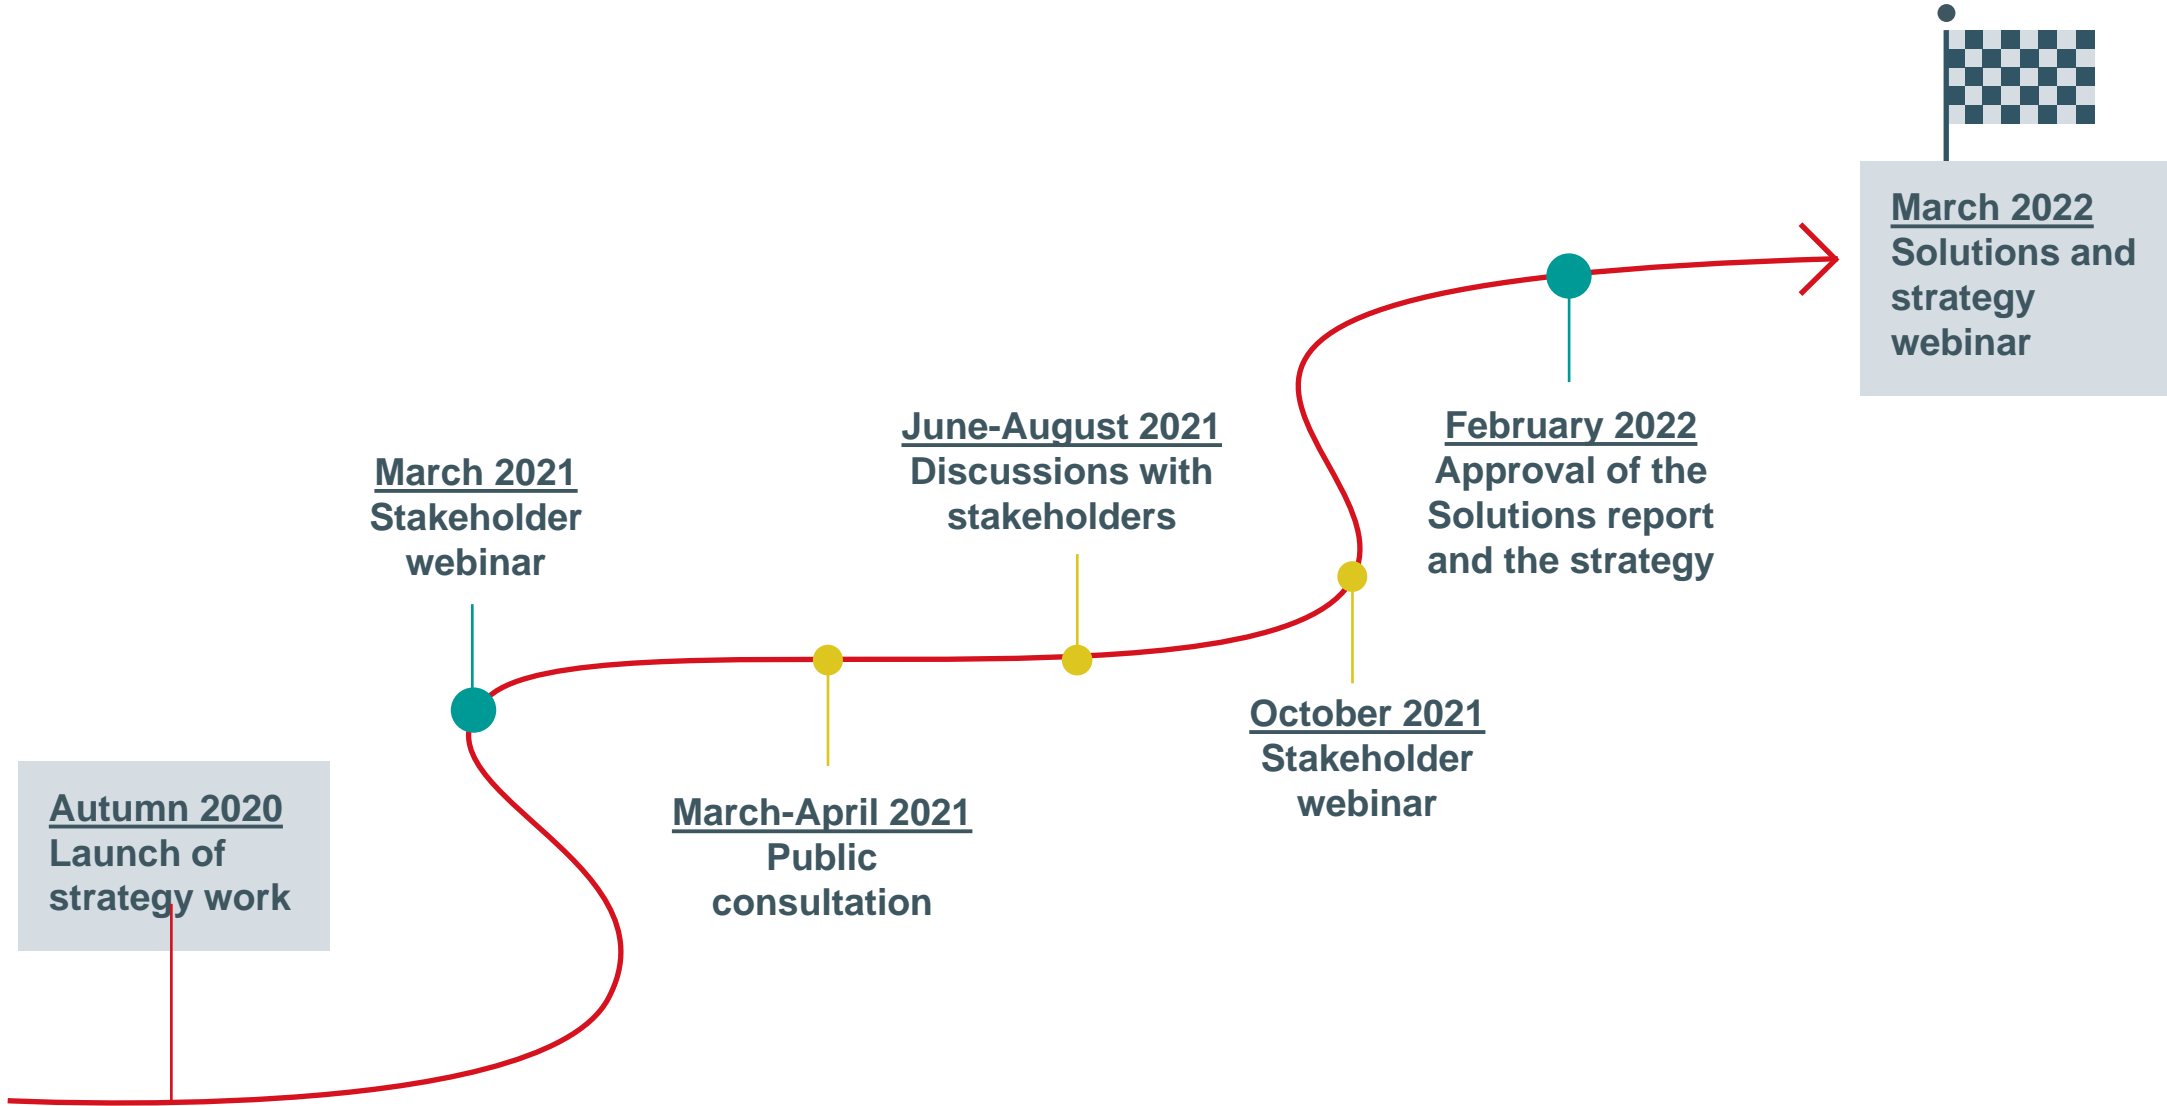 Autumn 2020
Launch of
strategy work
March 2021
Stakeholder
webinar
March-April 2021
Public
consultation
June-August 2021
Discussions with
stakeholders
October 2021
Stakeholder
webinar
February 2022
Approval of the
Solutions report
and the strategy
March 2022
Solutions and
strategy
webinar